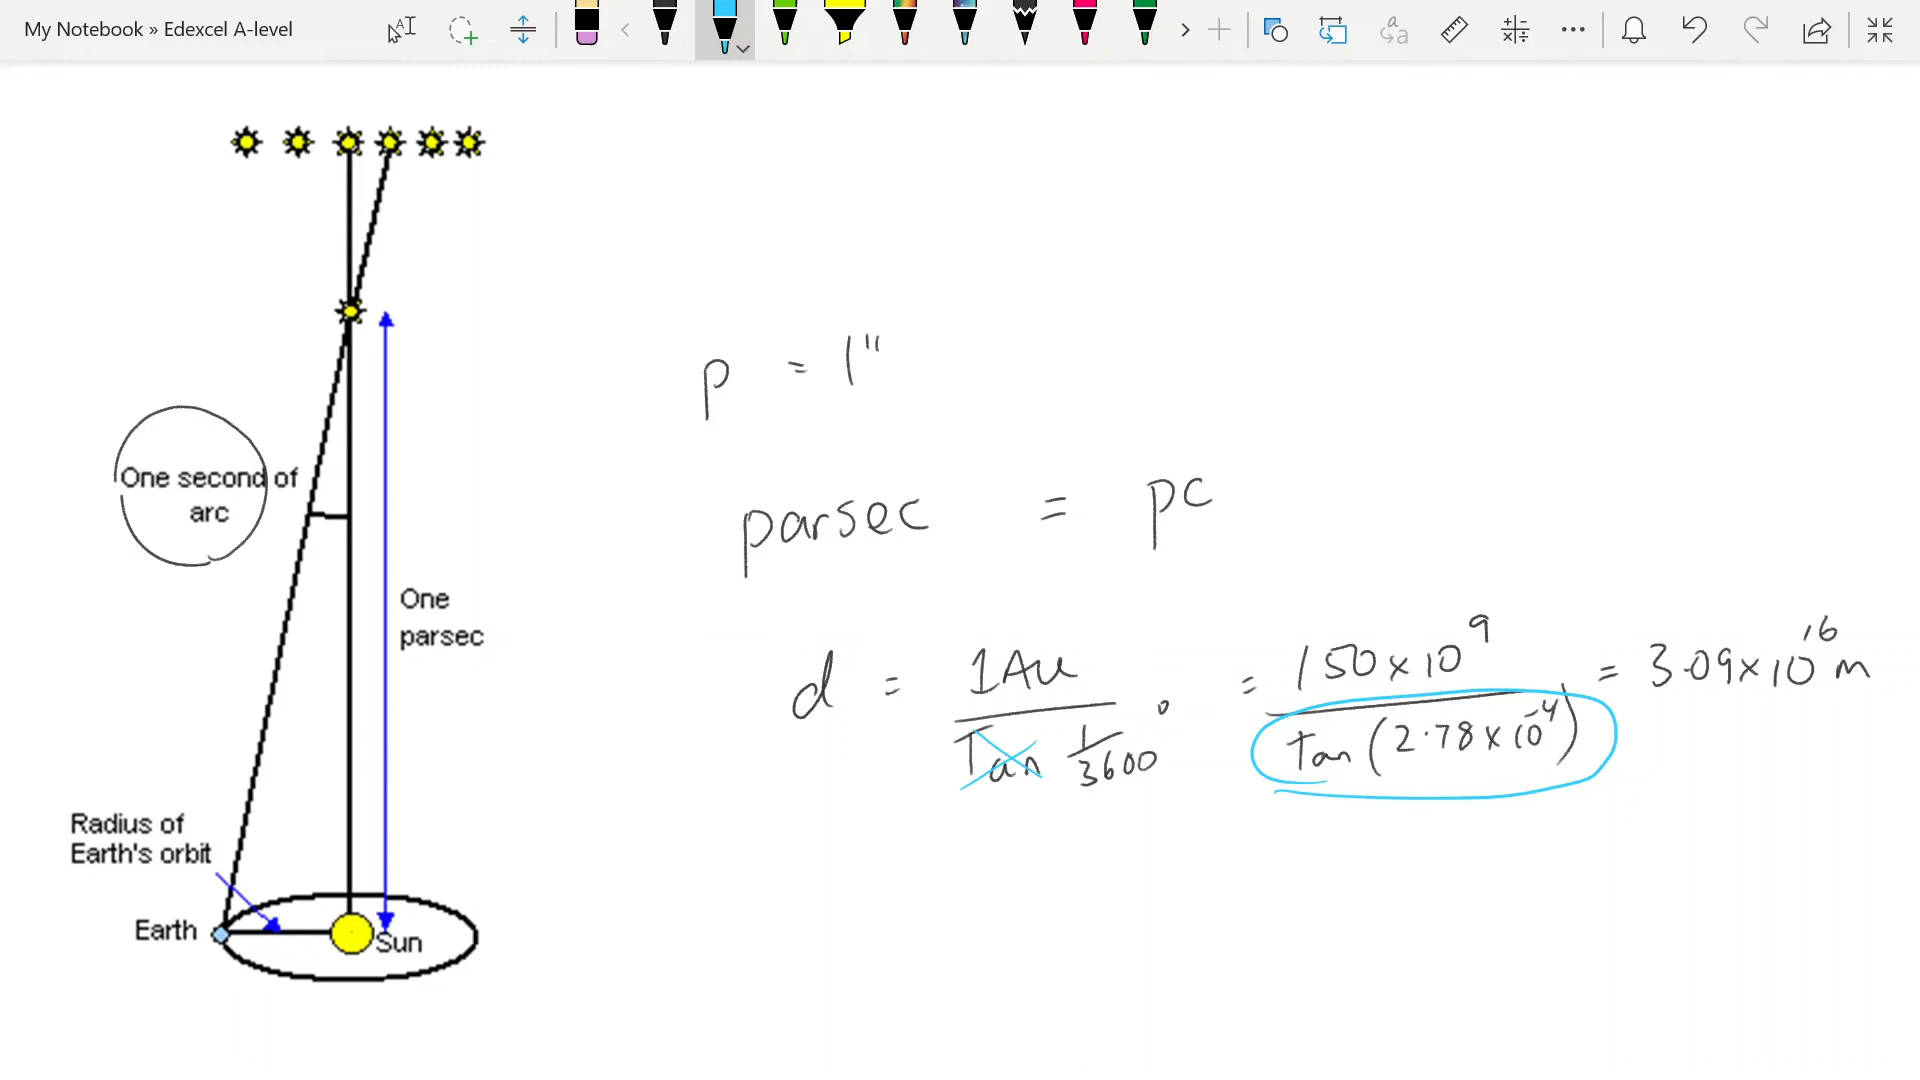 My Notebook » Edexcel A-level
p = 1"
One second of
arc
parsec = pc
One
parsec
d = 1Au / Tan 1/3600 ° = 150 x 10^9 / Tan (2.78 x 10^-4) = 3.09 x 10^16 m
Radius of
Earth's orbit
Earth
Sun